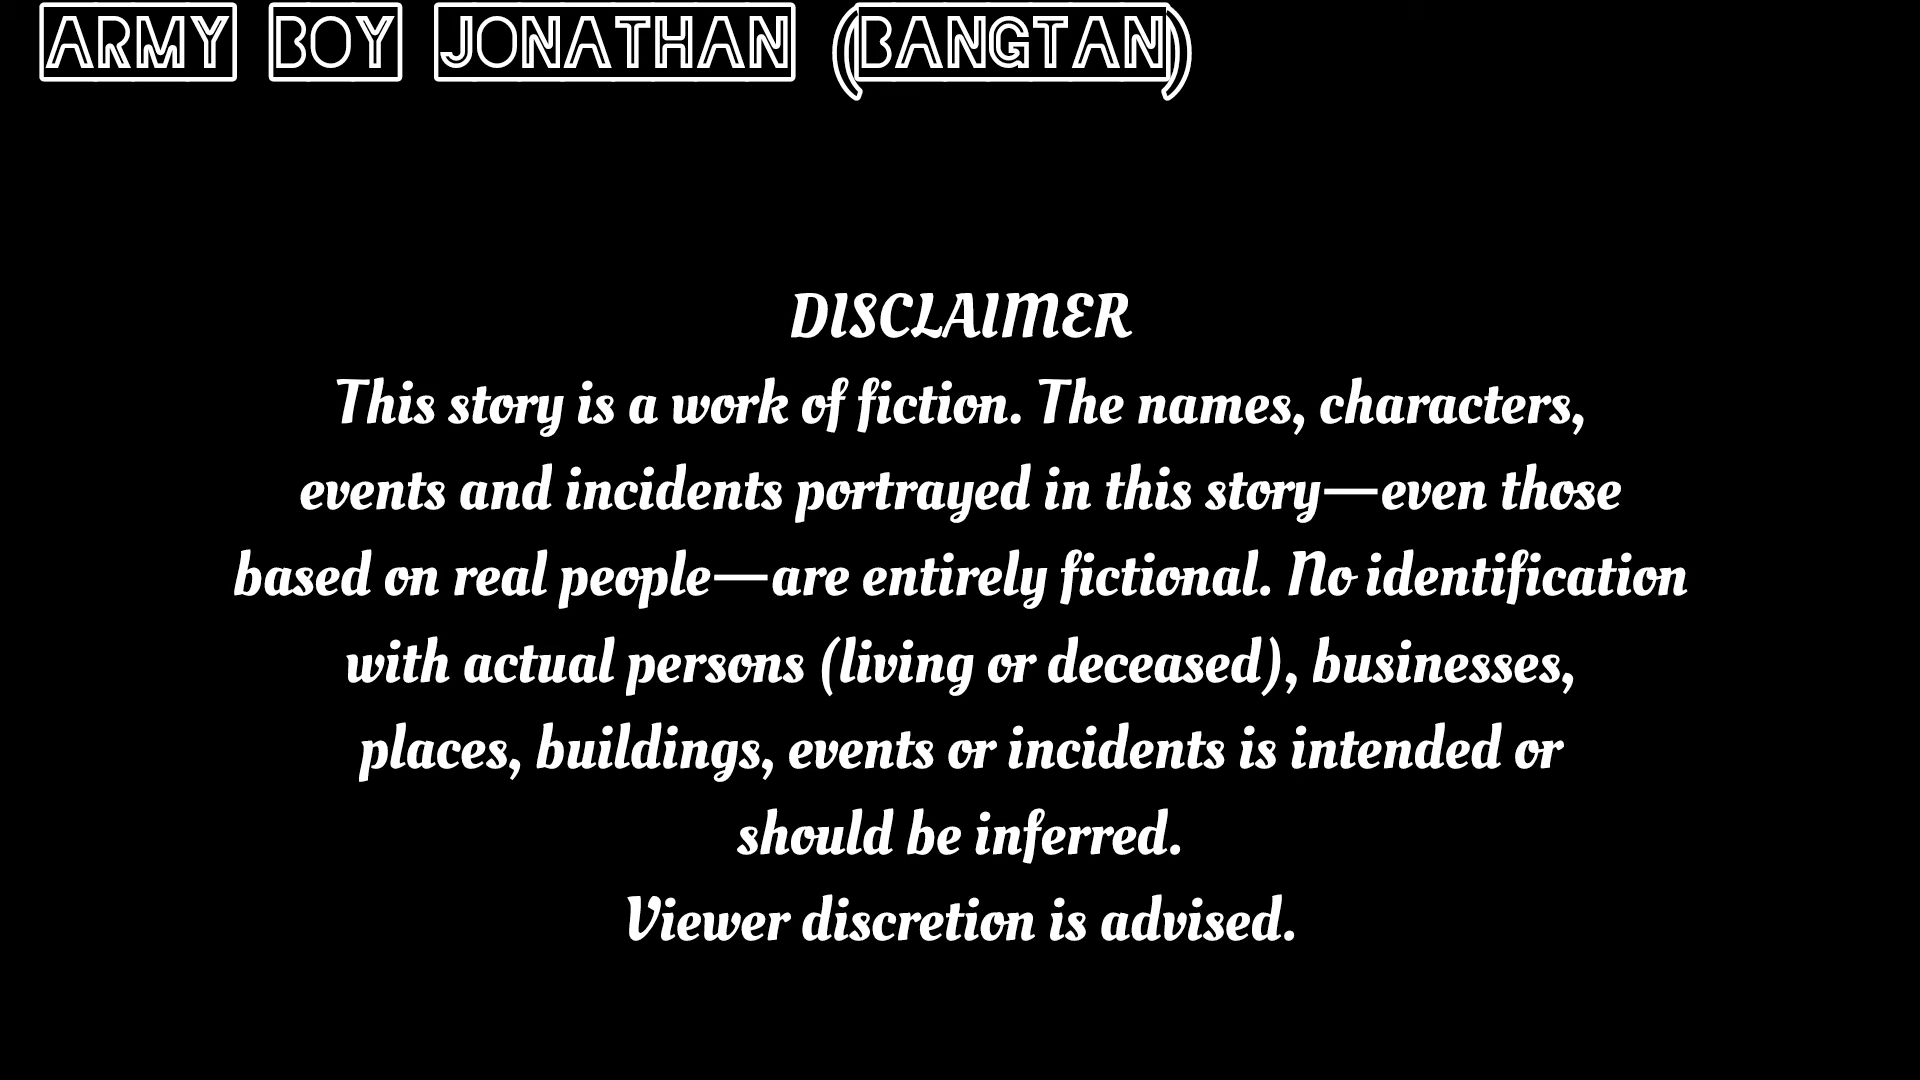 ARMY BOY JONATHAN (BANGTAN)
DISCLAIMER
This story is a work of fiction. The names, characters,
events and incidents portrayed in this story—even those
based on real people—are entirely fictional. No identification
with actual persons (living or deceased), businesses,
places, buildings, events or incidents is intended or
should be inferred.
Viewer discretion is advised.